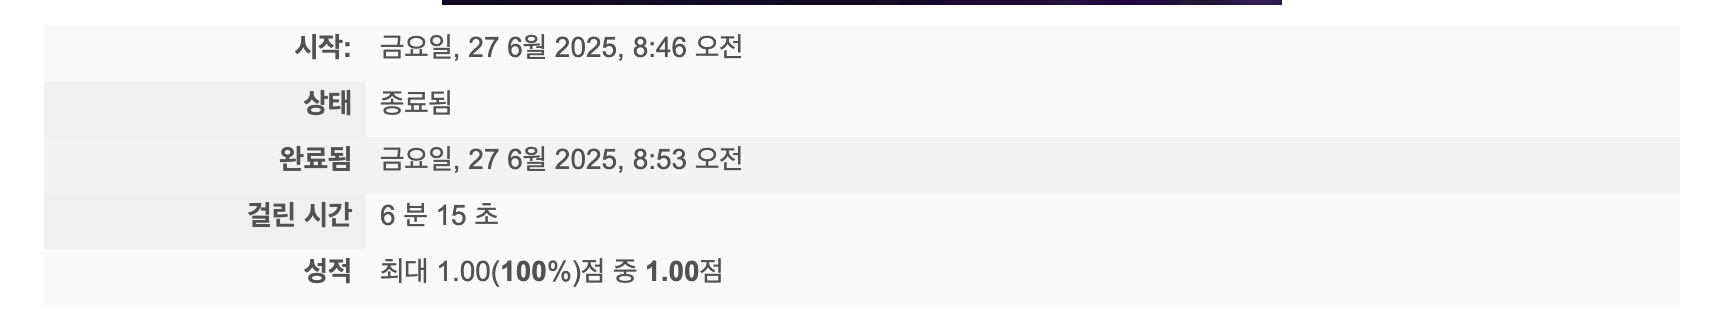 시작: 금요일, 27 6월 2025, 8:46 오전
상태 종료됨
완료됨 금요일, 27 6월 2025, 8:53 오전
걸린 시간 6 분 15 초
성적 최대 1.00(100%)점 중 1.00점